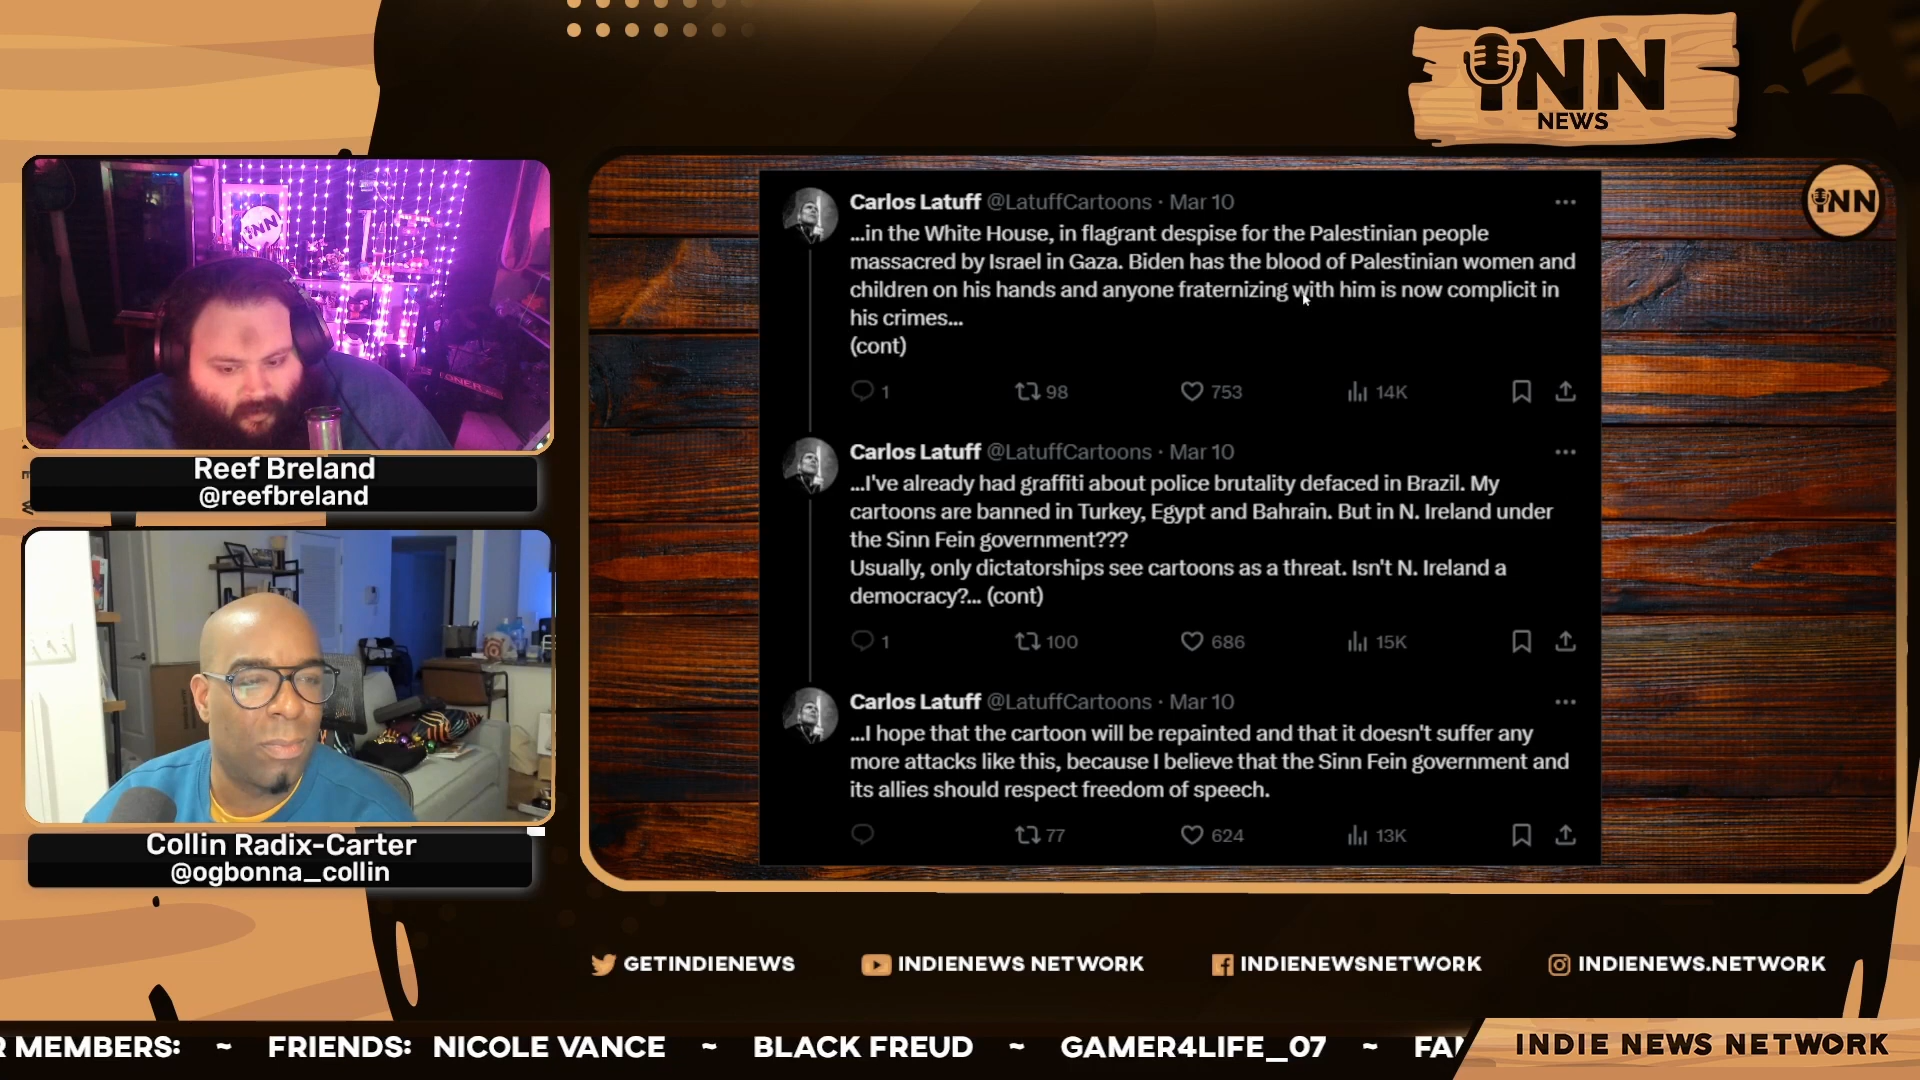 iNN
NEWS
iNN
iNN
Reef Breland
@reefbreland
Collin Radix-Carter
@ogbonna_collin
Carlos Latuff @LatuffCartoons · Mar 10
...in the White House, in flagrant despise for the Palestinian people
massacred by Israel in Gaza. Biden has the blood of Palestinian women and
children on his hands and anyone fraternizing with him is now complicit in
his crimes...
(cont)
1 98 753 14K
Carlos Latuff @LatuffCartoons · Mar 10
...I've already had graffiti about police brutality defaced in Brazil. My
cartoons are banned in Turkey, Egypt and Bahrain. But in N. Ireland under
the Sinn Fein government???
Usually, only dictatorships see cartoons as a threat. Isn't N. Ireland a
democracy?... (cont)
1 100 686 15K
Carlos Latuff @LatuffCartoons · Mar 10
...I hope that the cartoon will be repainted and that it doesn't suffer any
more attacks like this, because I believe that the Sinn Fein government and
its allies should respect freedom of speech.
77 624 13K
GETINDIENEWS INDIENEWS NETWORK INDIENEWSNETWORK INDIENEWS.NETWORK
R MEMBERS: ~ FRIENDS: NICOLE VANCE ~ BLACK FREUD ~ GAMER4LIFE_07 ~ FA
INDIE NEWS NETWORK